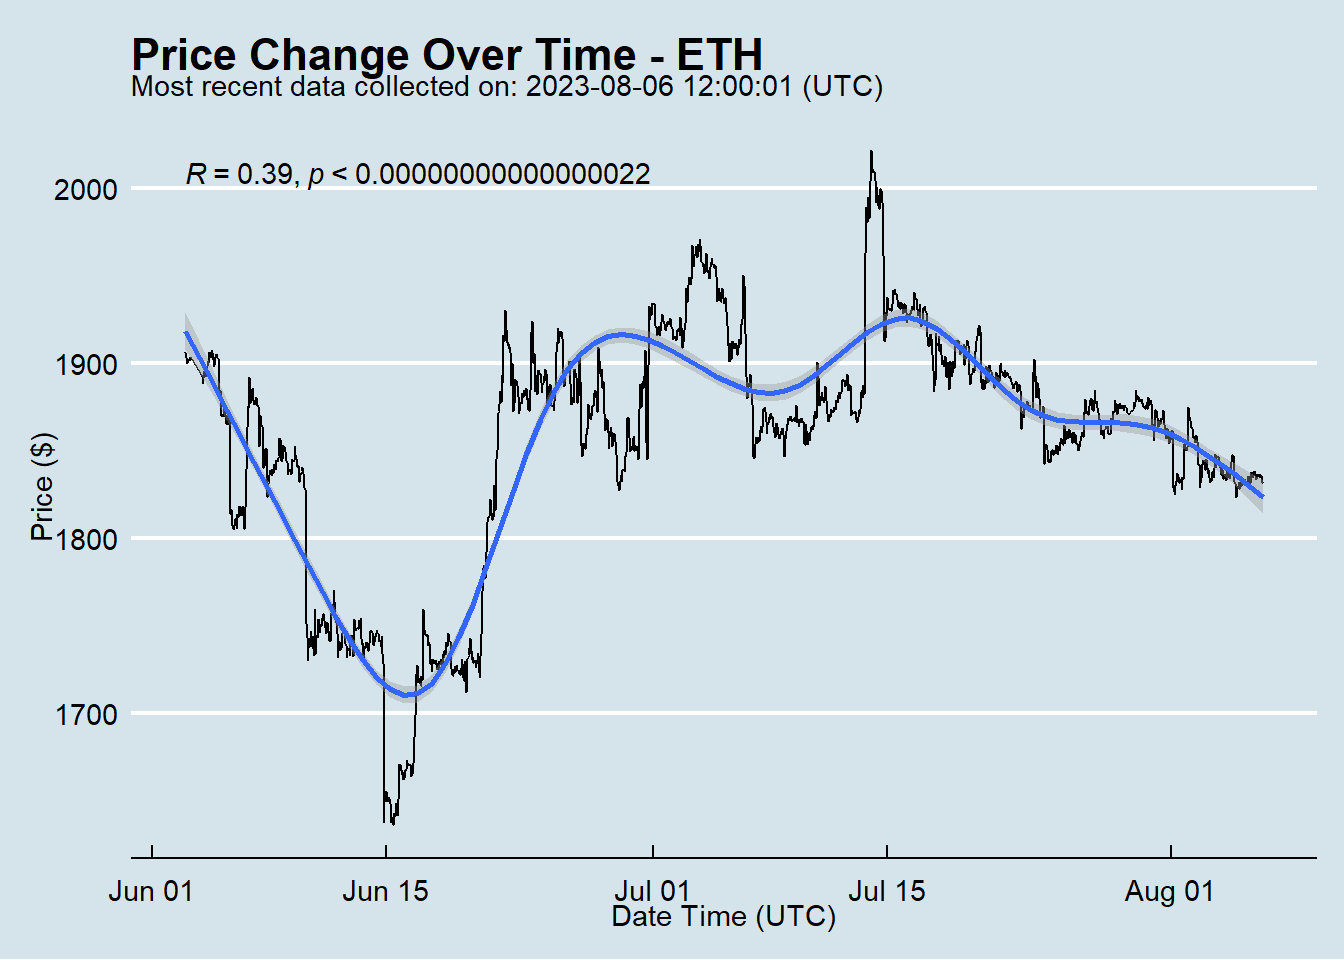 Price Change Over Time - ETH
Most recent data collected on: 2023-08-06 12:00:01 (UTC)
R = 0.39, p < 0.00000000000000022
2000
1900
1800
1700
Price ($)
Jun 01
Jun 15
Jul 01
Jul 15
Aug 01
Date Time (UTC)